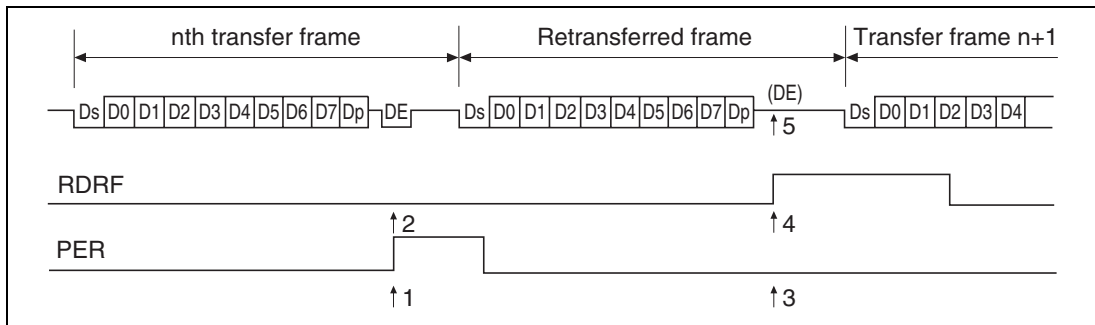 nth transfer frame Retransferred frame Transfer frame n+1
Ds D0 D1 D2 D3 D4 D5 D6 D7 Dp DE Ds D0 D1 D2 D3 D4 D5 D6 D7 Dp (DE) Ds D0 D1 D2 D3 D4
5
RDRF
2 4
PER
1 3